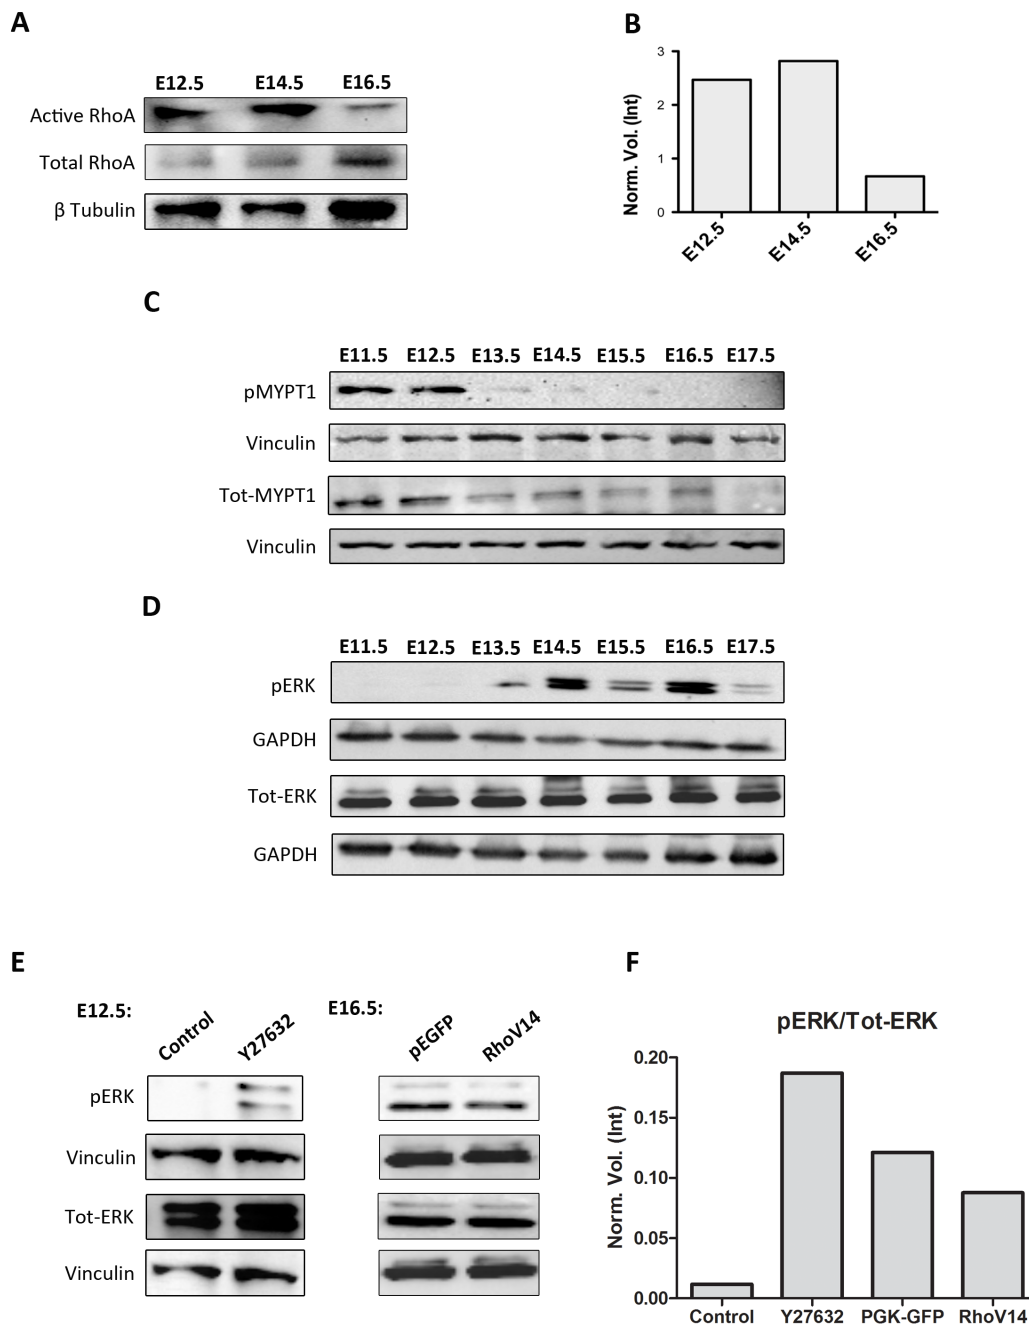 A
E12.5 E14.5 E16.5
Active RhoA
Total RhoA
β Tubulin
B
Norm. Vol. (Int)
3
2
1
0
E12.5 E14.5 E16.5
C
E11.5 E12.5 E13.5 E14.5 E15.5 E16.5 E17.5
pMYPT1
Vinculin
Tot-MYPT1
Vinculin
D
E11.5 E12.5 E13.5 E14.5 E15.5 E16.5 E17.5
pERK
GAPDH
Tot-ERK
GAPDH
E
E12.5:
Control Y27632
E16.5:
pEGFP RhoV14
pERK
Vinculin
Tot-ERK
Vinculin
F
pERK/Tot-ERK
Norm. Vol. (Int)
0.20
0.15
0.10
0.05
0.00
Control Y27632 PGK-GFP RhoV14